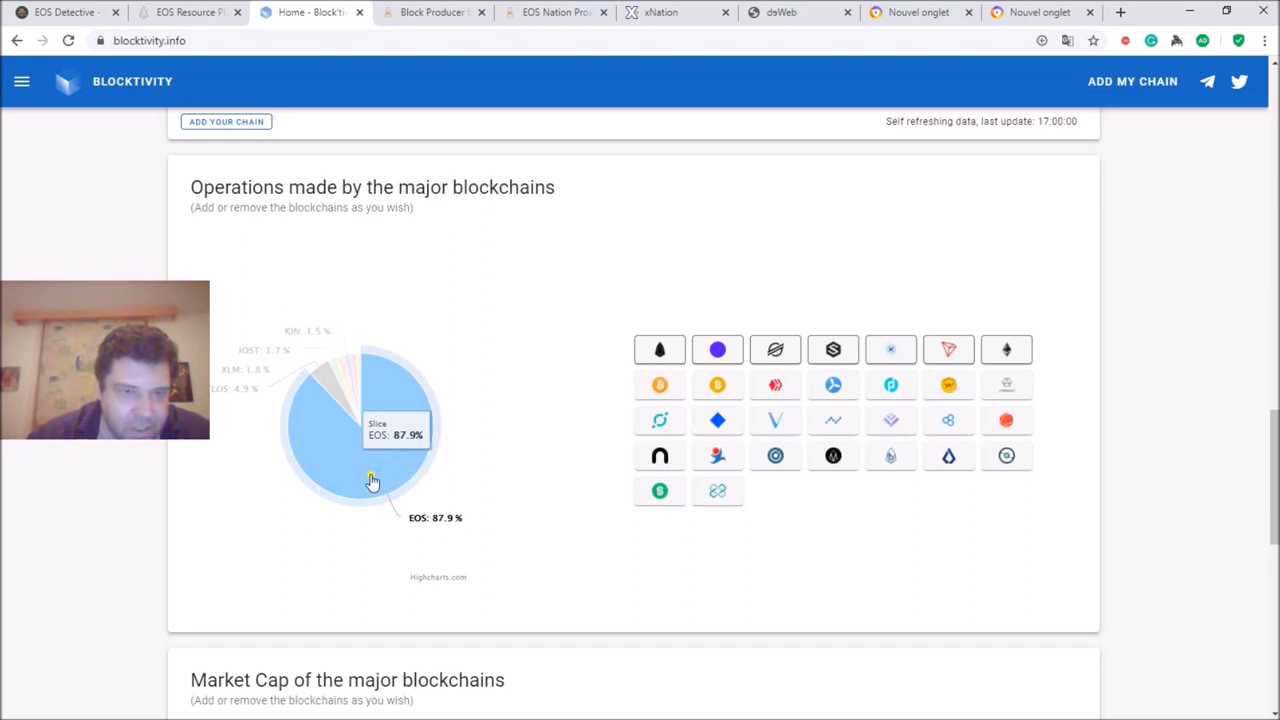 EOS Detective -
EOS Resource Pl
Home - Block'tiv
Block Producer
EOS Nation Pro
xNation
dsWeb
Nouvel onglet
Nouvel onglet
blocktivity.info
BLOCKTIVITY
ADD MY CHAIN
ADD YOUR CHAIN
Self refreshing data, last update: 17:00:00
Operations made by the major blockchains
(Add or remove the blockchains as you wish)
KIN: 1.5 %
IOST: 1.7 %
XLM: 1.8 %
LOS: 4.9 %
Slice
EOS: 87.9%
EOS: 87.9 %
Highcharts.com
Market Cap of the major blockchains
(Add or remove the blockchains as you wish)